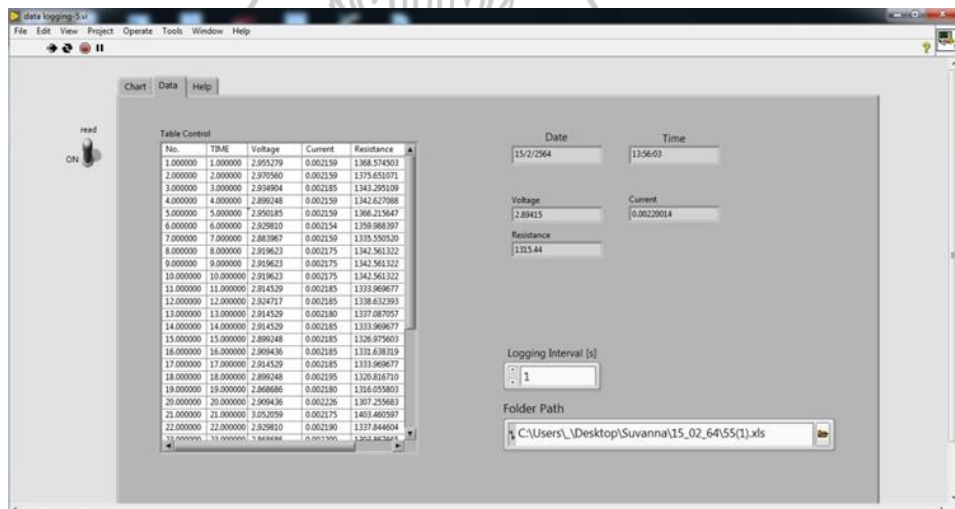 data logging-5.vi
File Edit View Project Operate Tools Window Help
Chart Data Help
read
ON
Table Control
No. TIME Voltage Current Resistance
1.000000 1.000000 2.955279 0.002159 1368.574503
2.000000 2.000000 2.970560 0.002159 1375.651071
3.000000 3.000000 2.934904 0.002185 1343.295109
4.000000 4.000000 2.899248 0.002159 1342.627088
5.000000 5.000000 2.950185 0.002159 1366.215647
6.000000 6.000000 2.929810 0.002154 1359.988397
7.000000 7.000000 2.883967 0.002159 1335.550520
8.000000 8.000000 2.919623 0.002175 1342.561322
9.000000 9.000000 2.919623 0.002175 1342.561322
10.000000 10.000000 2.919623 0.002175 1342.561322
11.000000 11.000000 2.914529 0.002185 1333.969677
12.000000 12.000000 2.924717 0.002185 1338.632393
13.000000 13.000000 2.914529 0.002180 1337.087057
14.000000 14.000000 2.914529 0.002185 1333.969677
15.000000 15.000000 2.899248 0.002185 1326.975603
16.000000 16.000000 2.909436 0.002185 1331.638319
17.000000 17.000000 2.914529 0.002185 1333.969677
18.000000 18.000000 2.899248 0.002195 1320.816710
19.000000 19.000000 2.868686 0.002180 1316.055803
20.000000 20.000000 2.909436 0.002226 1307.255683
21.000000 21.000000 3.052059 0.002175 1403.460597
22.000000 22.000000 2.929810 0.002190 1337.844604
23.000000 23.000000 2.868686 0.002200
Date Time
15/2/2564 13:56:03
Voltage Current
2.89415 0.00220014
Resistance
1315.44
Logging Interval [s]
1
Folder Path
C:\Users\_\Desktop\Suvanna\15_02_64\55(1).xls